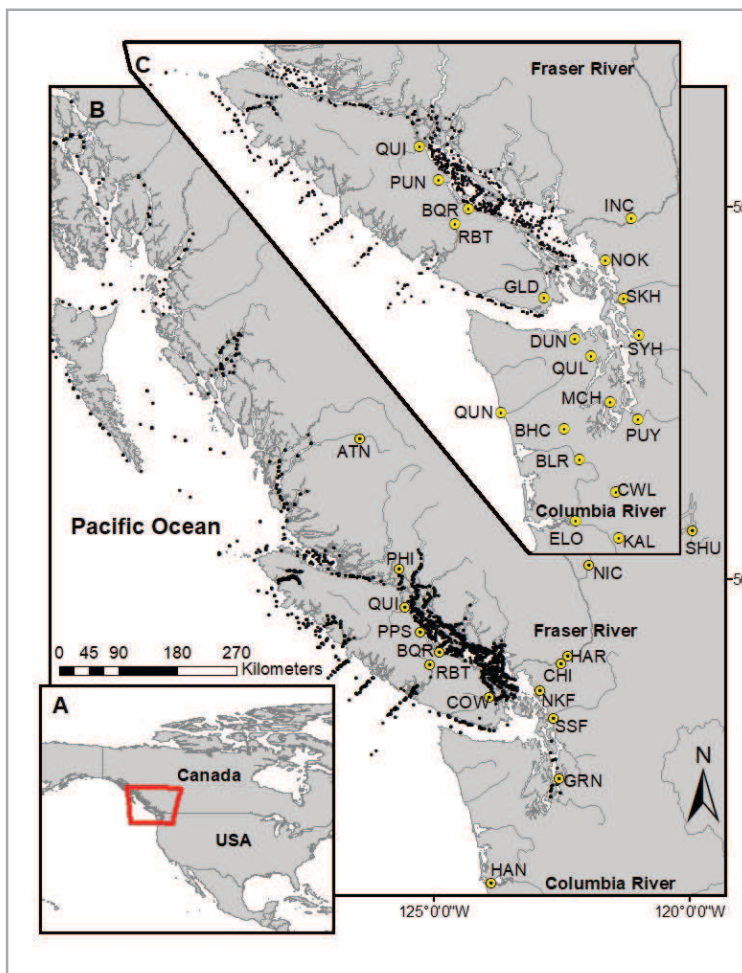 C
Fraser River
B
QUI
PUN
INC
BQR
RBT
5
NOK
GLD
SKH
DUN
SYH
QUL
MCH
QUN
PUY
BHC
ATN
BLR
CWL
Columbia River
Pacific Ocean
ELO
KAL
SHU
PHI
NIC
5
QUI
PPS
Fraser River
0 45 90 180 270
Kilometers
BQR
HAR
RBT
CHI
A
COW
NKF
SSF
N
Canada
GRN
USA
HAN
Columbia River
125°0'0"W
120°0'0"W